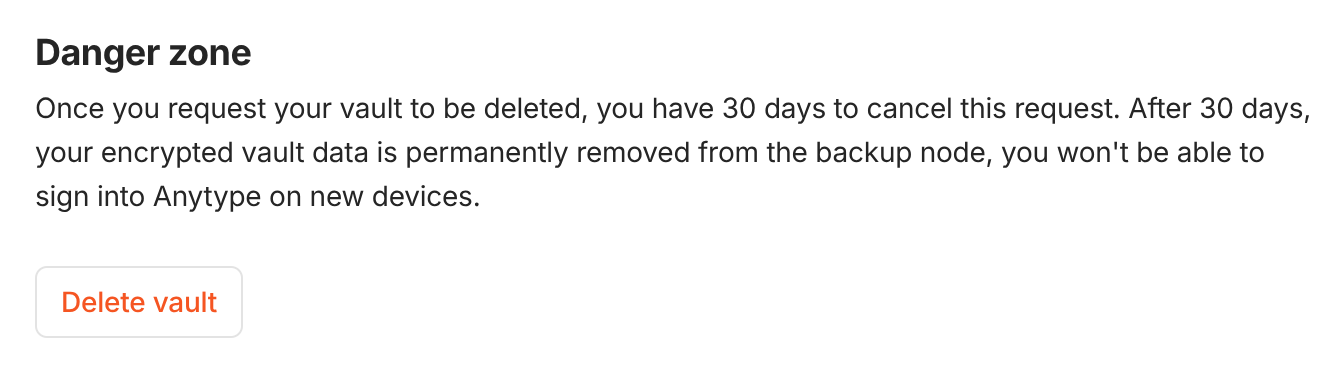 Danger zone
Once you request your vault to be deleted, you have 30 days to cancel this request. After 30 days,
your encrypted vault data is permanently removed from the backup node, you won't be able to
sign into Anytype on new devices.
Delete vault